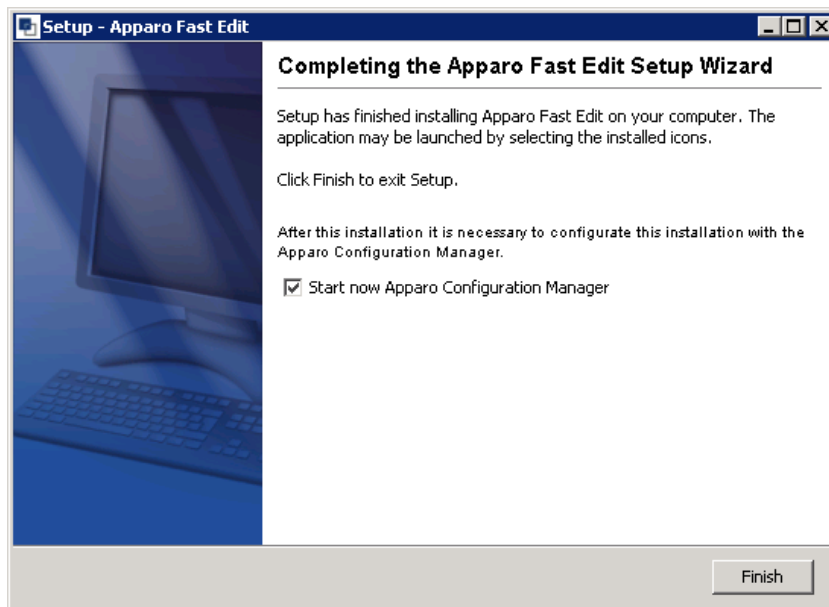 Setup - Apparo Fast Edit
Completing the Apparo Fast Edit Setup Wizard
Setup has finished installing Apparo Fast Edit on your computer. The
application may be launched by selecting the installed icons.
Click Finish to exit Setup.
After this installation it is necessary to configurate this installation with the
Apparo Configuration Manager.
Start now Apparo Configuration Manager
Finish